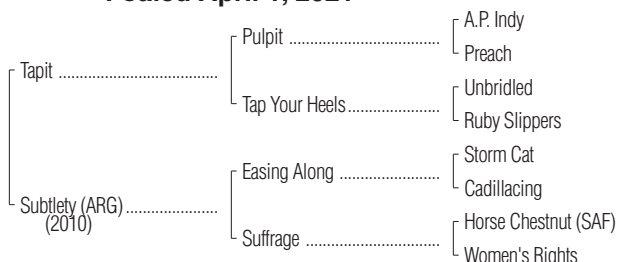 Foaled April 1, 2021
A.P. Indy
Pulpit ........................................
Preach
Tapit ..........................................
Unbridled
Tap Your Heels.....................
Ruby Slippers
Storm Cat
Easing Along ............................
Cadillacing
Subtlety (ARG) ........................
(2010)
Horse Chestnut (SAF)
Suffrage .....................................
Women's Rights